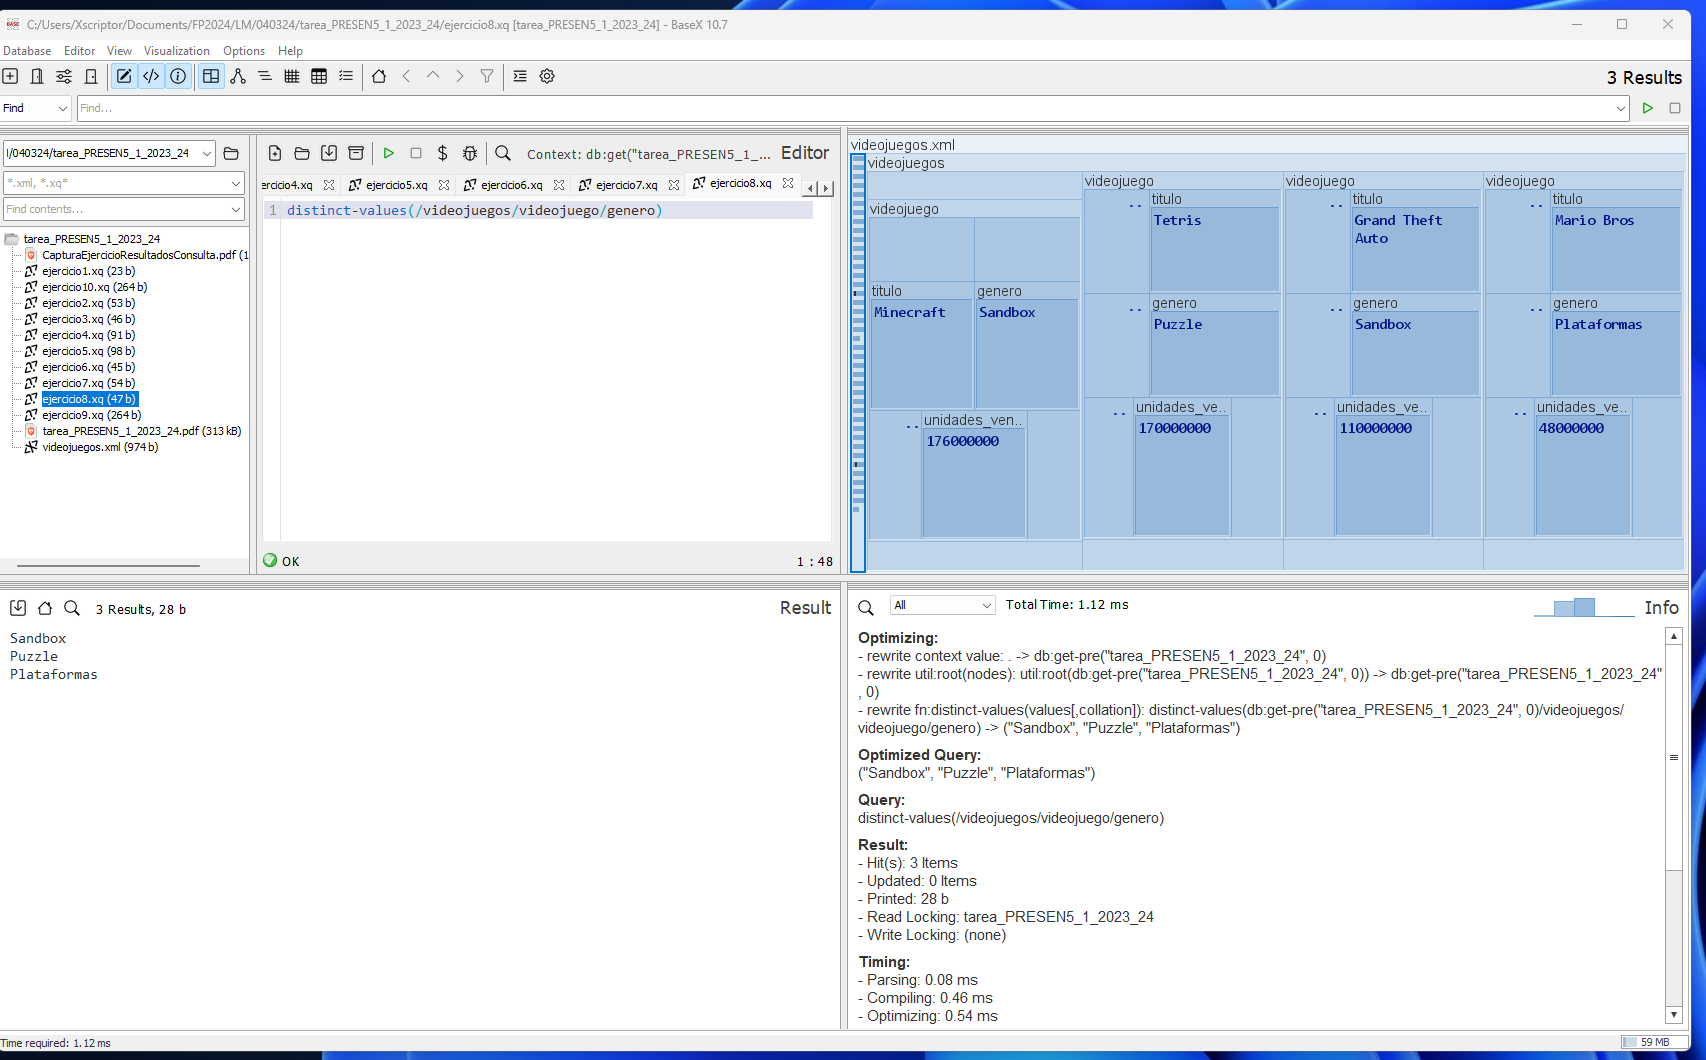 C:/Users/Xscriptor/Documents/FP2024/LM/040324/tarea_PRESEN5_1_2023_24/ejercicio8.xq [tarea_PRESEN5_1_2023_24] - BaseX 10.7
Database Editor View Visualization Options Help
3 Results
Find Find...
l/040324/tarea_PRESEN5_1_2023_24
*.xml, *.xq*
Find contents...
tarea_PRESEN5_1_2023_24
CapturaEjercicioResultadosConsulta.pdf (1
ejercicio1.xq (23 b)
ejercicio10.xq (264 b)
ejercicio2.xq (53 b)
ejercicio3.xq (46 b)
ejercicio4.xq (91 b)
ejercicio5.xq (98 b)
ejercicio6.xq (45 b)
ejercicio7.xq (54 b)
ejercicio8.xq (47 b)
ejercicio9.xq (264 b)
tarea_PRESEN5_1_2023_24.pdf (313 kB)
videojuegos.xml (974 b)
Context: db:get("tarea_PRESEN5_1_... Editor
ercicio4.xq ejercicio5.xq ejercicio6.xq ejercicio7.xq ejercicio8.xq
1 distinct-values(/videojuegos/videojuego/genero)
OK 1 : 48
videojuegos.xml
videojuegos
videojuego
titulo
Minecraft
genero
Sandbox
..
unidades_ven..
176000000
videojuego
..
titulo
Tetris
..
genero
Puzzle
..
unidades_ve..
170000000
videojuego
..
titulo
Grand Theft
Auto
..
genero
Sandbox
..
unidades_ve..
110000000
videojuego
..
titulo
Mario Bros
..
genero
Plataformas
..
unidades_ve..
48000000
3 Results, 28 b Result
Sandbox
Puzzle
Plataformas
All Total Time: 1.12 ms Info
Optimizing:
- rewrite context value: . -> db:get-pre("tarea_PRESEN5_1_2023_24", 0)
- rewrite util:root(nodes): util:root(db:get-pre("tarea_PRESEN5_1_2023_24", 0)) -> db:get-pre("tarea_PRESEN5_1_2023_24"
, 0)
- rewrite fn:distinct-values(values[,collation]): distinct-values(db:get-pre("tarea_PRESEN5_1_2023_24", 0)/videojuegos/
videojuego/genero) -> ("Sandbox", "Puzzle", "Plataformas")
Optimized Query:
("Sandbox", "Puzzle", "Plataformas")
Query:
distinct-values(/videojuegos/videojuego/genero)
Result:
- Hit(s): 3 Items
- Updated: 0 Items
- Printed: 28 b
- Read Locking: tarea_PRESEN5_1_2023_24
- Write Locking: (none)
Timing:
- Parsing: 0.08 ms
- Compiling: 0.46 ms
- Optimizing: 0.54 ms
Time required: 1.12 ms
59 MB